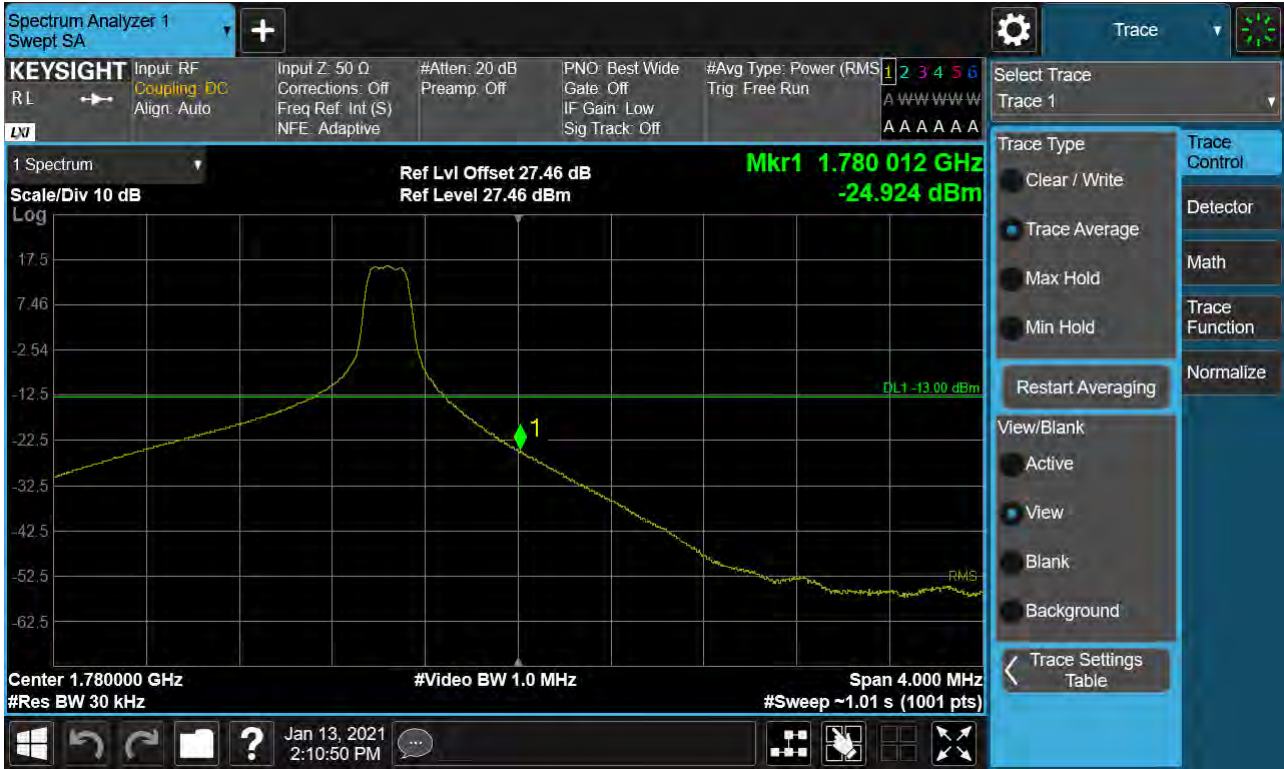 Spectrum Analyzer 1
Swept SA
+
Trace
KEYSIGHT
RL
LXI
Input: RF
Coupling: DC
Align: Auto
Input Z: 50 Ω
Corrections: Off
Freq Ref: Int (S)
NFE: Adaptive
#Atten: 20 dB
Preamp: Off
PNO: Best Wide
Gate: Off
IF Gain: Low
Sig Track: Off
#Avg Type: Power (RMS
Trig: Free Run
1 2 3 4 5 6
A W W W W W
A A A A A A
Select Trace
Trace 1
1 Spectrum
Scale/Div 10 dB
Log
Ref Lvl Offset 27.46 dB
Ref Level 27.46 dBm
Mkr1 1.780 012 GHz
-24.924 dBm
17.5
7.46
-2.54
-12.5
-22.5
-32.5
-42.5
-52.5
-62.5
DL1 -13.00 dBm
1
RMS
Center 1.780000 GHz
#Res BW 30 kHz
#Video BW 1.0 MHz
Span 4.000 MHz
#Sweep ~1.01 s (1001 pts)
Trace Type
Clear / Write
Trace Average
Max Hold
Min Hold
Restart Averaging
View/Blank
Active
View
Blank
Background
Trace Settings
Table
Trace
Control
Detector
Math
Trace
Function
Normalize
?
Jan 13, 2021
2:10:50 PM